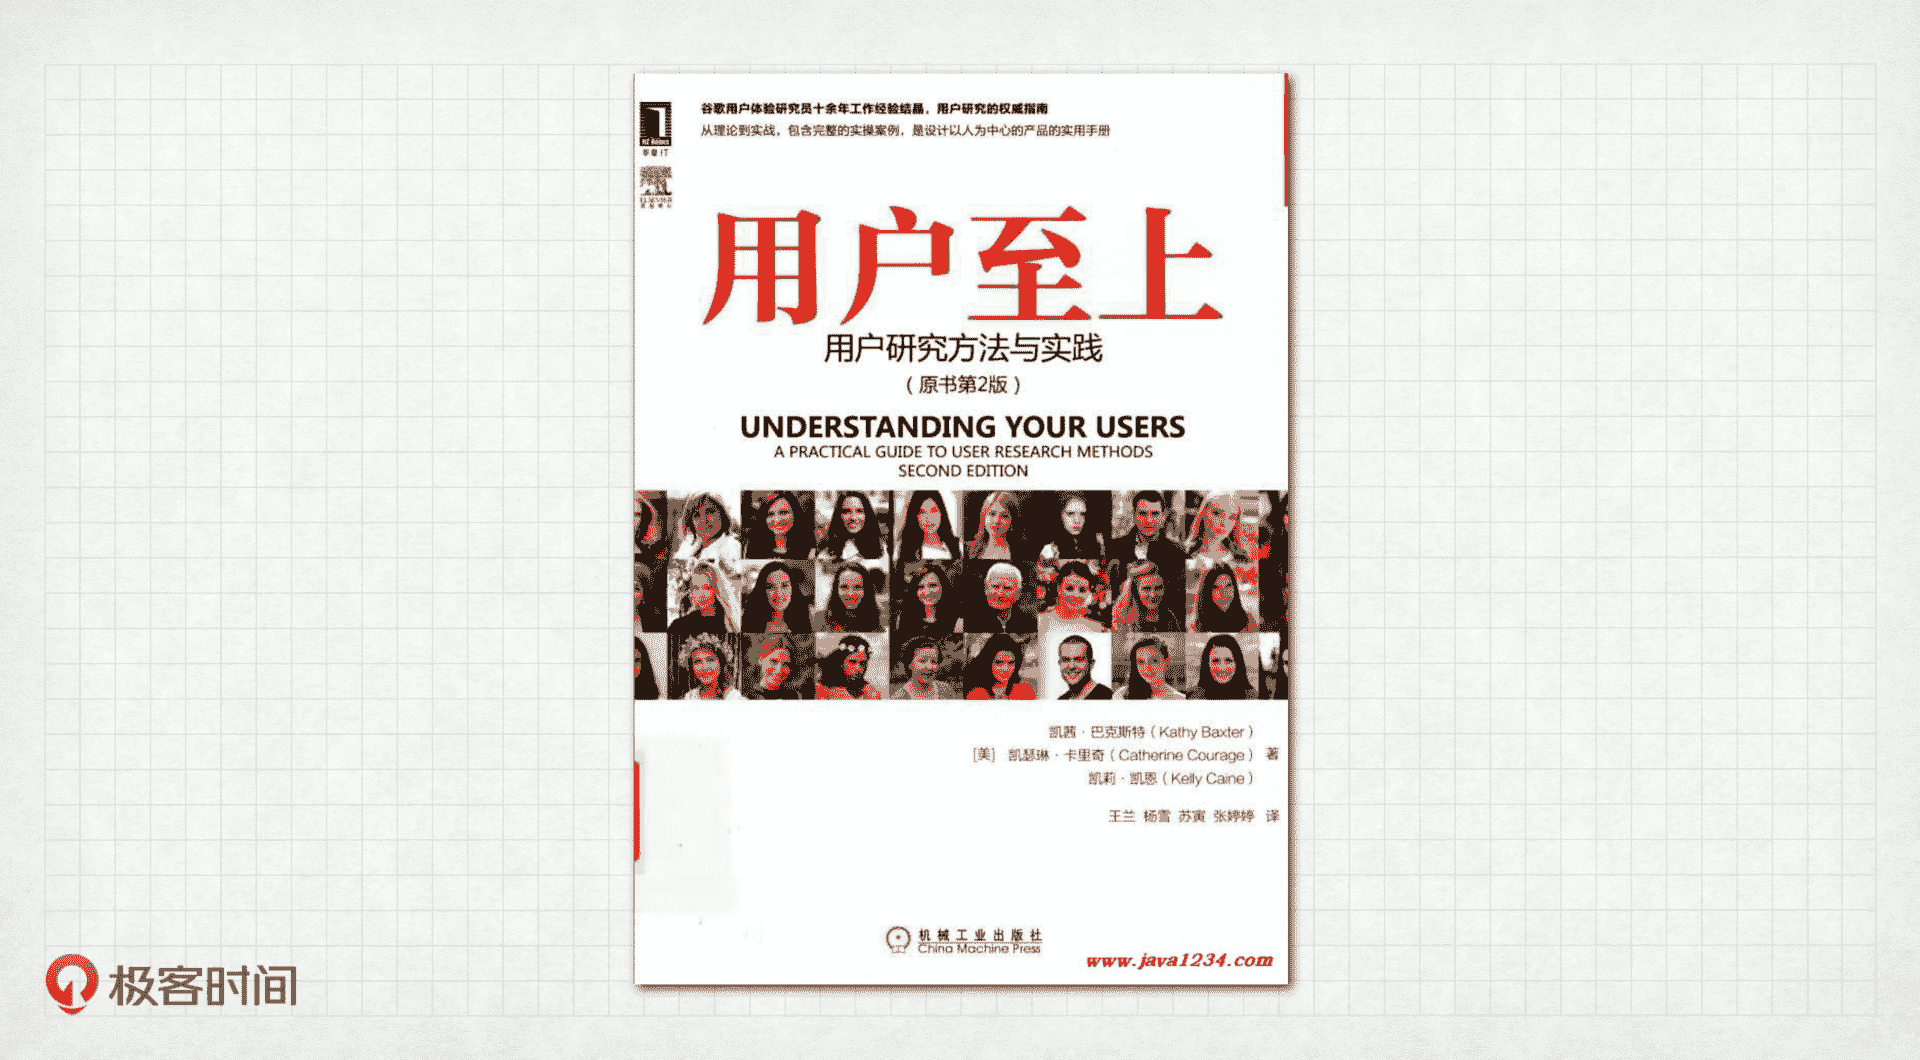 谷歌用户体验研究员十余年工作经验结晶，用户研究的权威指南
从理论到实战，包含完整的实操案例，是设计以人为中心的产品的实用手册
华章IT
ELSEVIER
用户至上
用户研究方法与实践
（原书第2版）
UNDERSTANDING YOUR USERS
A PRACTICAL GUIDE TO USER RESEARCH METHODS
SECOND EDITION
凯茜·巴克斯特（Kathy Baxter）
[美] 凯瑟琳·卡里奇（Catherine Courage） 著
凯莉·凯恩（Kelly Caine）
王兰 杨雪 苏寅 张婷婷 译
机械工业出版社
China Machine Press
www.java1234.com
极客时间